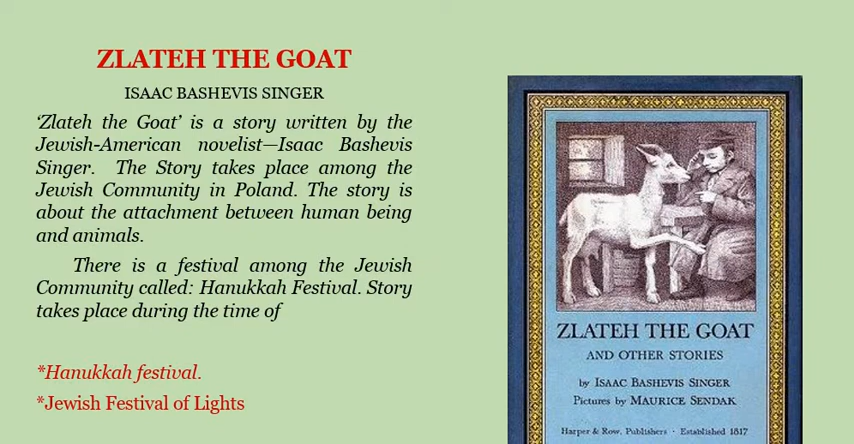 ZLATEH THE GOAT
ISAAC BASHEVIS SINGER
‘Zlateh the Goat’ is a story written by the
Jewish-American novelist—Isaac Bashevis
Singer. The Story takes place among the
Jewish Community in Poland. The story is
about the attachment between human being
and animals.
There is a festival among the Jewish
Community called: Hanukkah Festival. Story
takes place during the time of
*Hanukkah festival.
*Jewish Festival of Lights
ZLATEH THE GOAT
AND OTHER STORIES
by ISAAC BASHEVIS SINGER
Pictures by MAURICE SENDAK
Harper & Row, Publishers · Established 1817